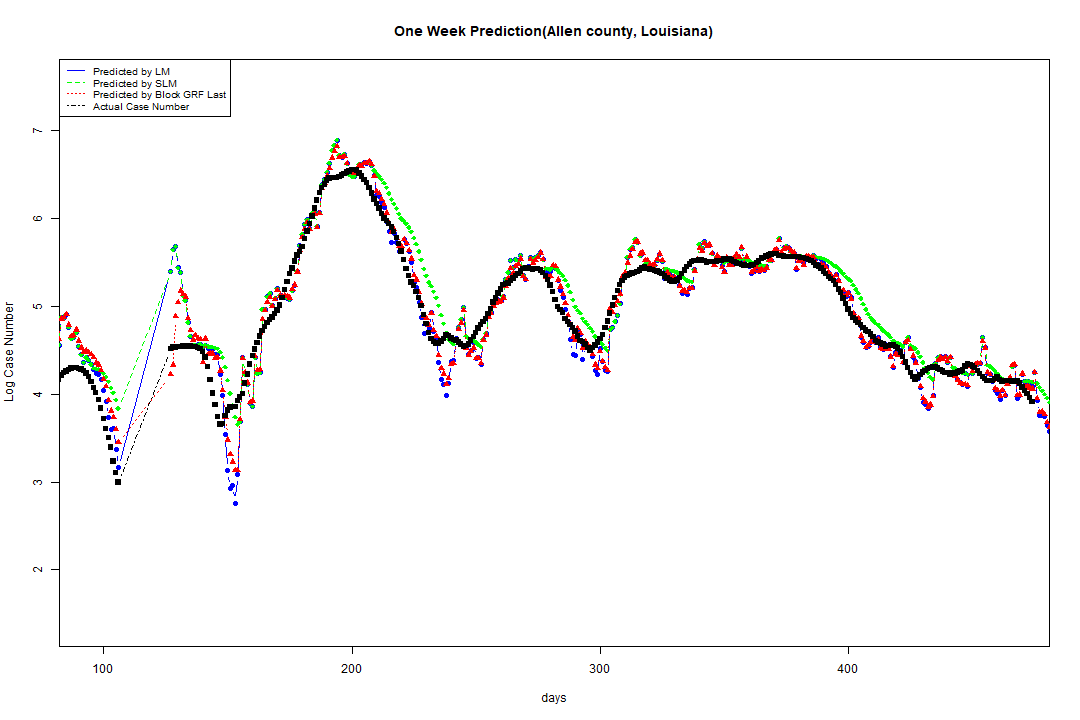 One Week Prediction(Allen county, Louisiana)
Predicted by LM
Predicted by SLM
Predicted by Block GRF Last
Actual Case Number
7
6
5
4
3
2
Log Case Number
100
200
300
400
days